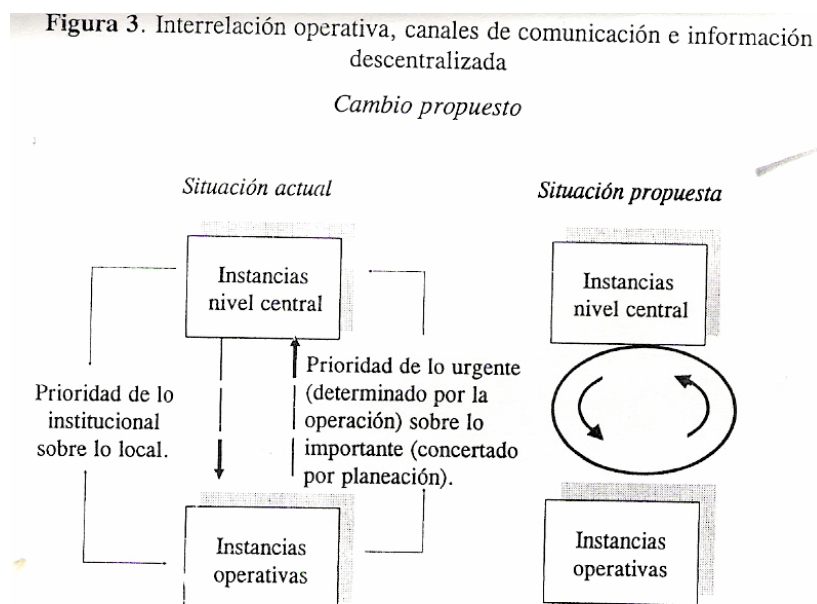 Figura 3. Interrelación operativa, canales de comunicación e información
descentralizada
Cambio propuesto
Situación actual
Situación propuesta
Instancias
nivel central
Instancias
nivel central
Prioridad de lo
institucional
sobre lo local.
Prioridad de lo urgente
(determinado por la
operación) sobre lo
importante (concertado
por planeación).
Instancias
operativas
Instancias
operativas